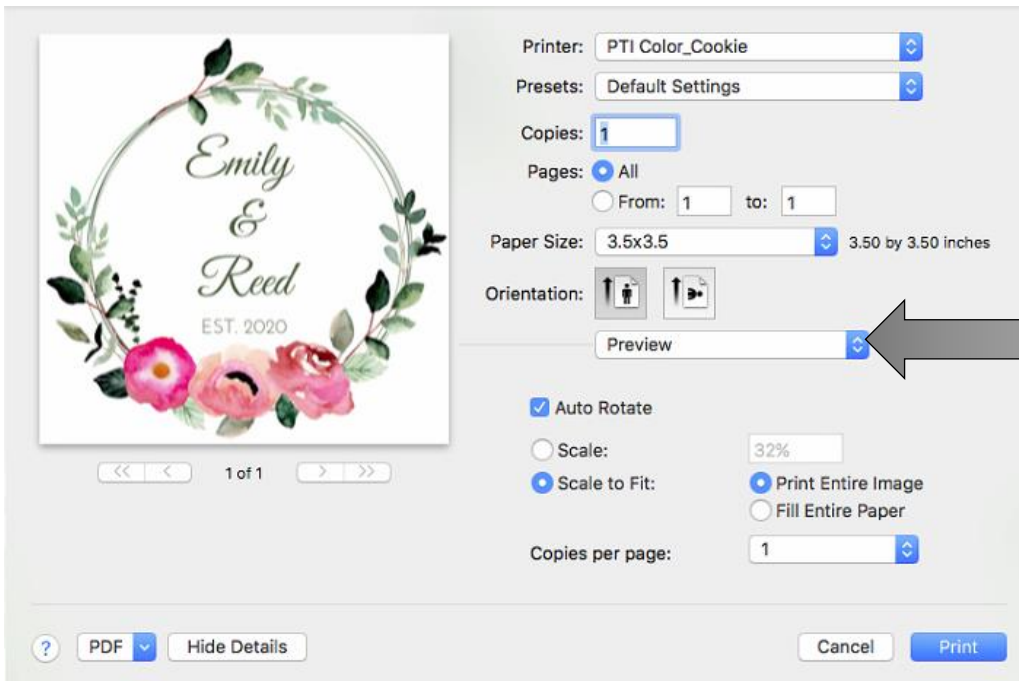 Emily
&
Reed
EST. 2020
<< < 1 of 1 > >>
Printer: PTI Color_Cookie
Presets: Default Settings
Copies: 1
Pages: All
From: 1 to: 1
Paper Size: 3.5x3.5 3.50 by 3.50 inches
Orientation:
Preview
Auto Rotate
Scale: 32%
Scale to Fit: Print Entire Image
Fill Entire Paper
Copies per page: 1
? PDF Hide Details Cancel Print